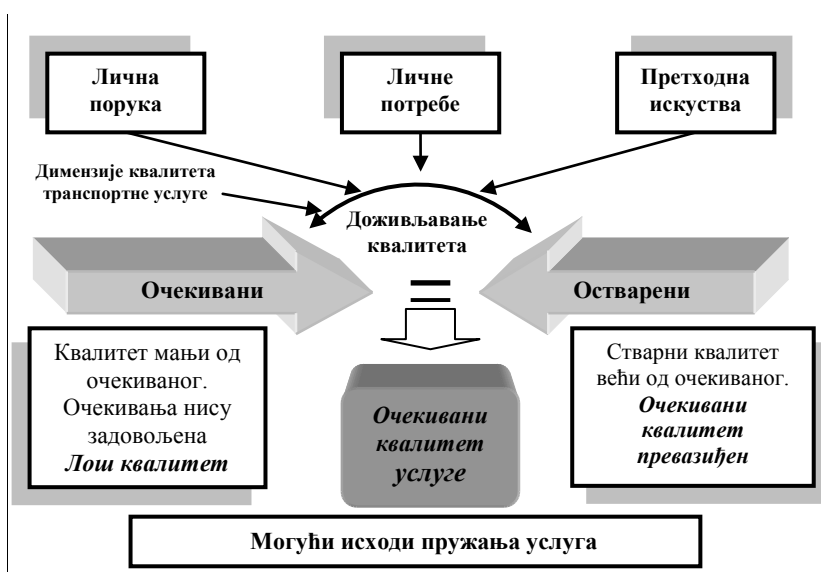 Лична
порука
Личне
потребе
Претходна
искуства
Димензије квалитета
транспортне услуге
Доживљавање
квалитета
Очекивани
=
Остварени
Квалитет мањи од
очекиваног.
Очекивања нису
задовољена
Лош квалитет
Очекивани
квалитет
услуге
Стварни квалитет
већи од очекиваног.
Очекивани
квалитет
превазиђен
Могући исходи пружања услуга